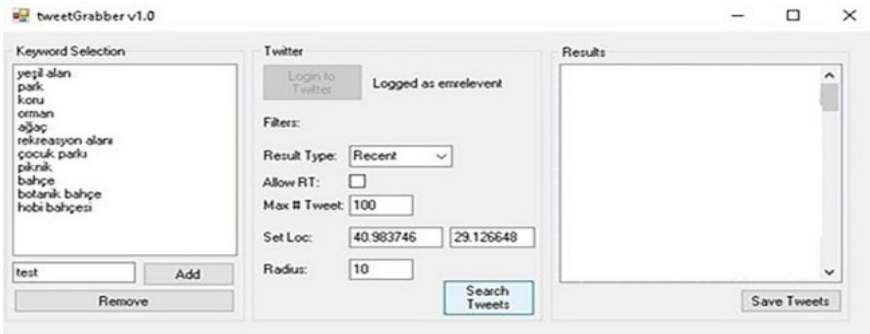 tweetGrabber v1.0
Keyword Selection
yeşil alan
park
koru
orman
ağaç
rekreasyon alanı
çocuk parkı
piknik
bahçe
botanik bahçe
hobi bahçesi
test
Add
Remove
Twitter
Login to
Twitter
Logged as emrelevent
Filters:
Result Type: Recent
Allow RT:
Max # Tweet: 100
Set Loc: 40.983746 29.126648
Radius: 10
Search
Tweets
Results
Save Tweets